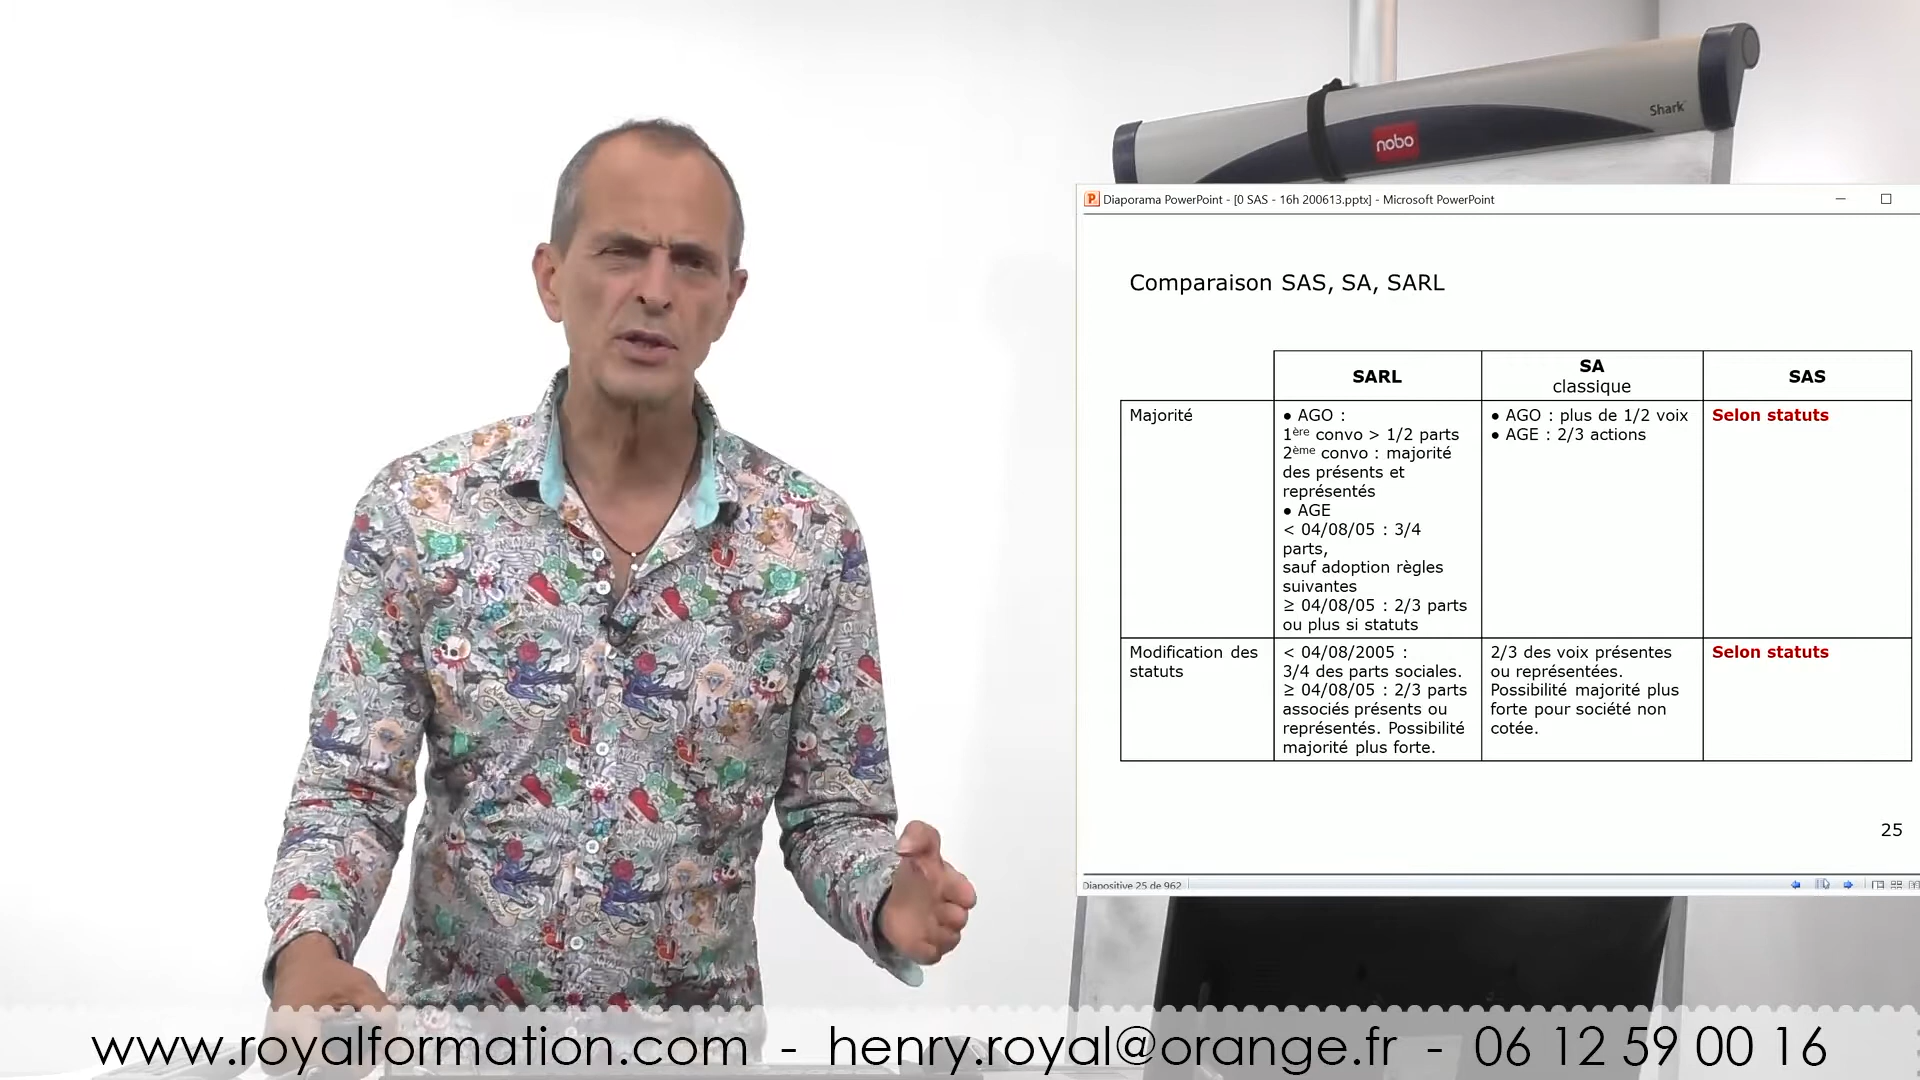 Shark
nobo
Diaporama PowerPoint - [0 SAS - 16h 200613.pptx] - Microsoft PowerPoint
Comparaison SAS, SA, SARL
SARL
SA
classique
SAS
Majorité
● AGO :
1ère convo > 1/2 parts
2ème convo : majorité
des présents et
représentés
● AGE
< 04/08/05 : 3/4
parts,
sauf adoption règles
suivantes
≥ 04/08/05 : 2/3 parts
ou plus si statuts
● AGO : plus de 1/2 voix
● AGE : 2/3 actions
Selon statuts
Modification des
statuts
< 04/08/2005 :
3/4 des parts sociales.
≥ 04/08/05 : 2/3 parts
associés présents ou
représentés. Possibilité
majorité plus forte.
2/3 des voix présentes
ou représentées.
Possibilité majorité plus
forte pour société non
cotée.
Selon statuts
25
Diapositive 25 de 962
www.royalformation.com - henry.royal@orange.fr - 06 12 59 00 16